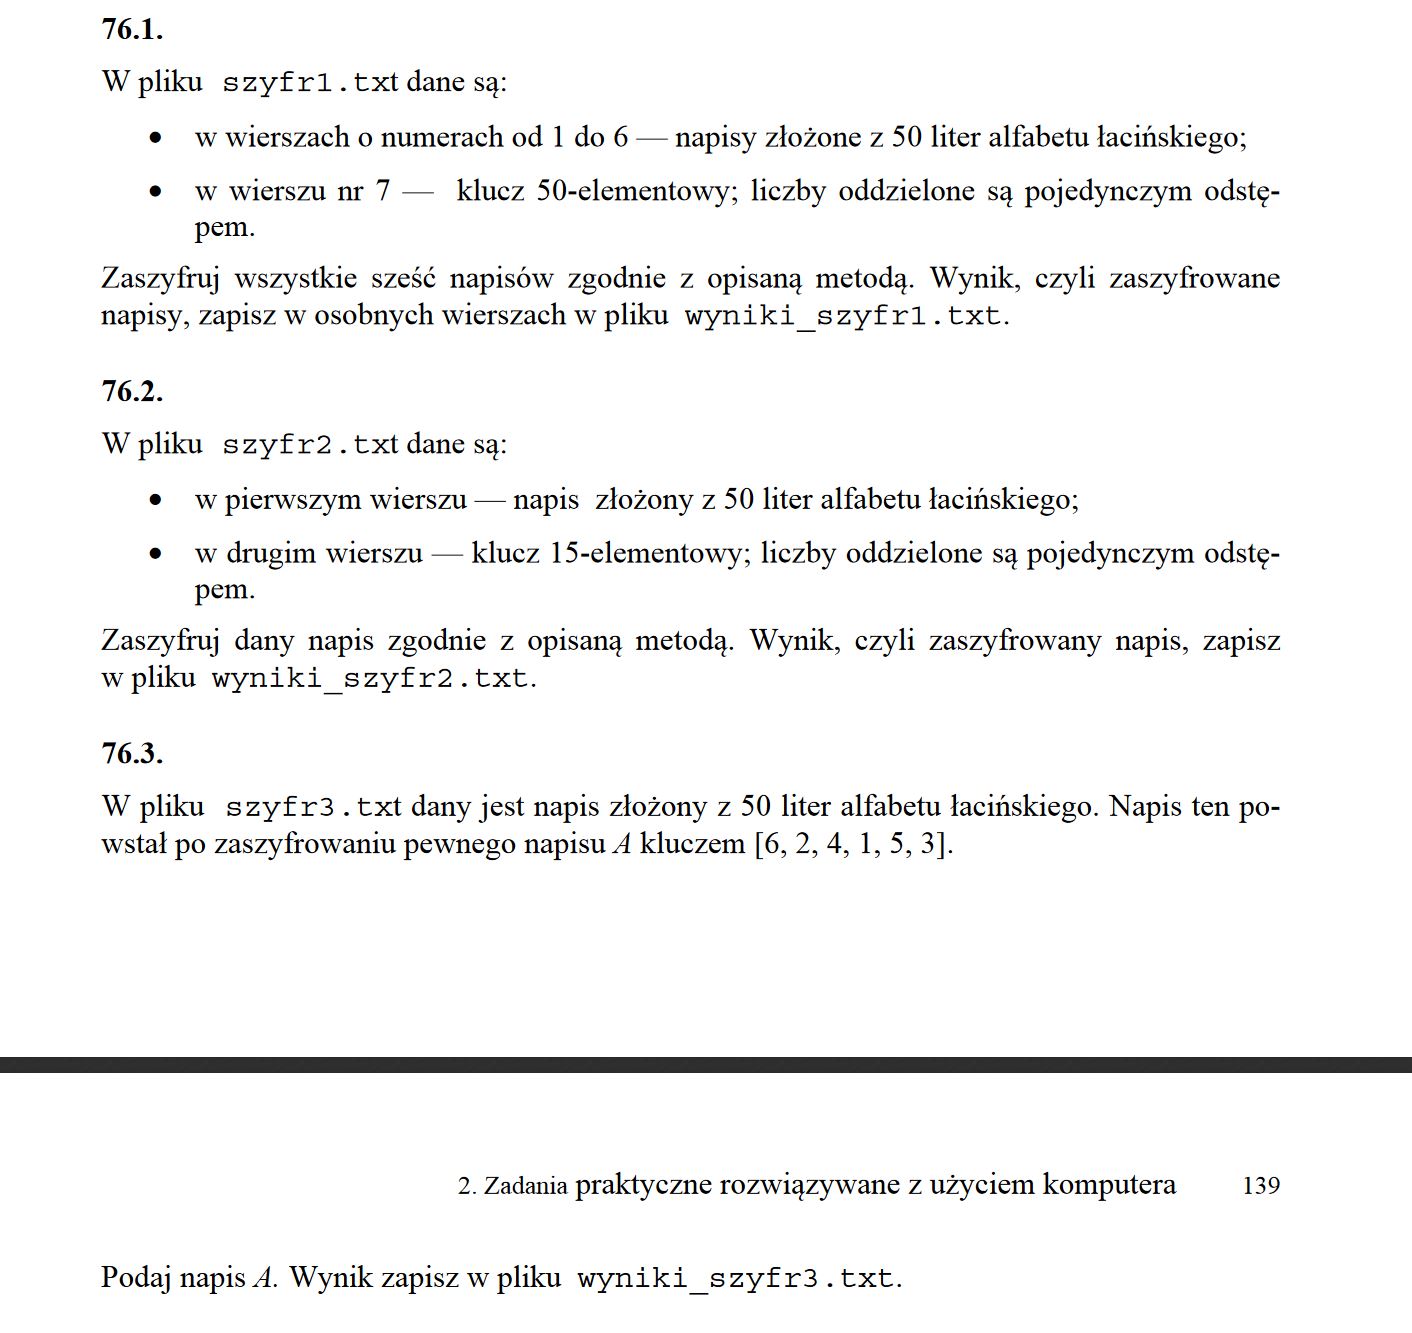 76.1.
W pliku szyfr1.txt dane są:
• w wierszach o numerach od 1 do 6 — napisy złożone z 50 liter alfabetu łacińskiego;
• w wierszu nr 7 — klucz 50-elementowy; liczby oddzielone są pojedynczym odstę-
pem.
Zaszyfruj wszystkie sześć napisów zgodnie z opisaną metodą. Wynik, czyli zaszyfrowane
napisy, zapisz w osobnych wierszach w pliku wyniki_szyfr1.txt.
76.2.
W pliku szyfr2.txt dane są:
• w pierwszym wierszu — napis złożony z 50 liter alfabetu łacińskiego;
• w drugim wierszu — klucz 15-elementowy; liczby oddzielone są pojedynczym odstę-
pem.
Zaszyfruj dany napis zgodnie z opisaną metodą. Wynik, czyli zaszyfrowany napis, zapisz
w pliku wyniki_szyfr2.txt.
76.3.
W pliku szyfr3.txt dany jest napis złożony z 50 liter alfabetu łacińskiego. Napis ten po-
wstał po zaszyfrowaniu pewnego napisu A kluczem [6, 2, 4, 1, 5, 3].
2. Zadania praktyczne rozwiązywane z użyciem komputera 139
Podaj napis A. Wynik zapisz w pliku wyniki_szyfr3.txt.